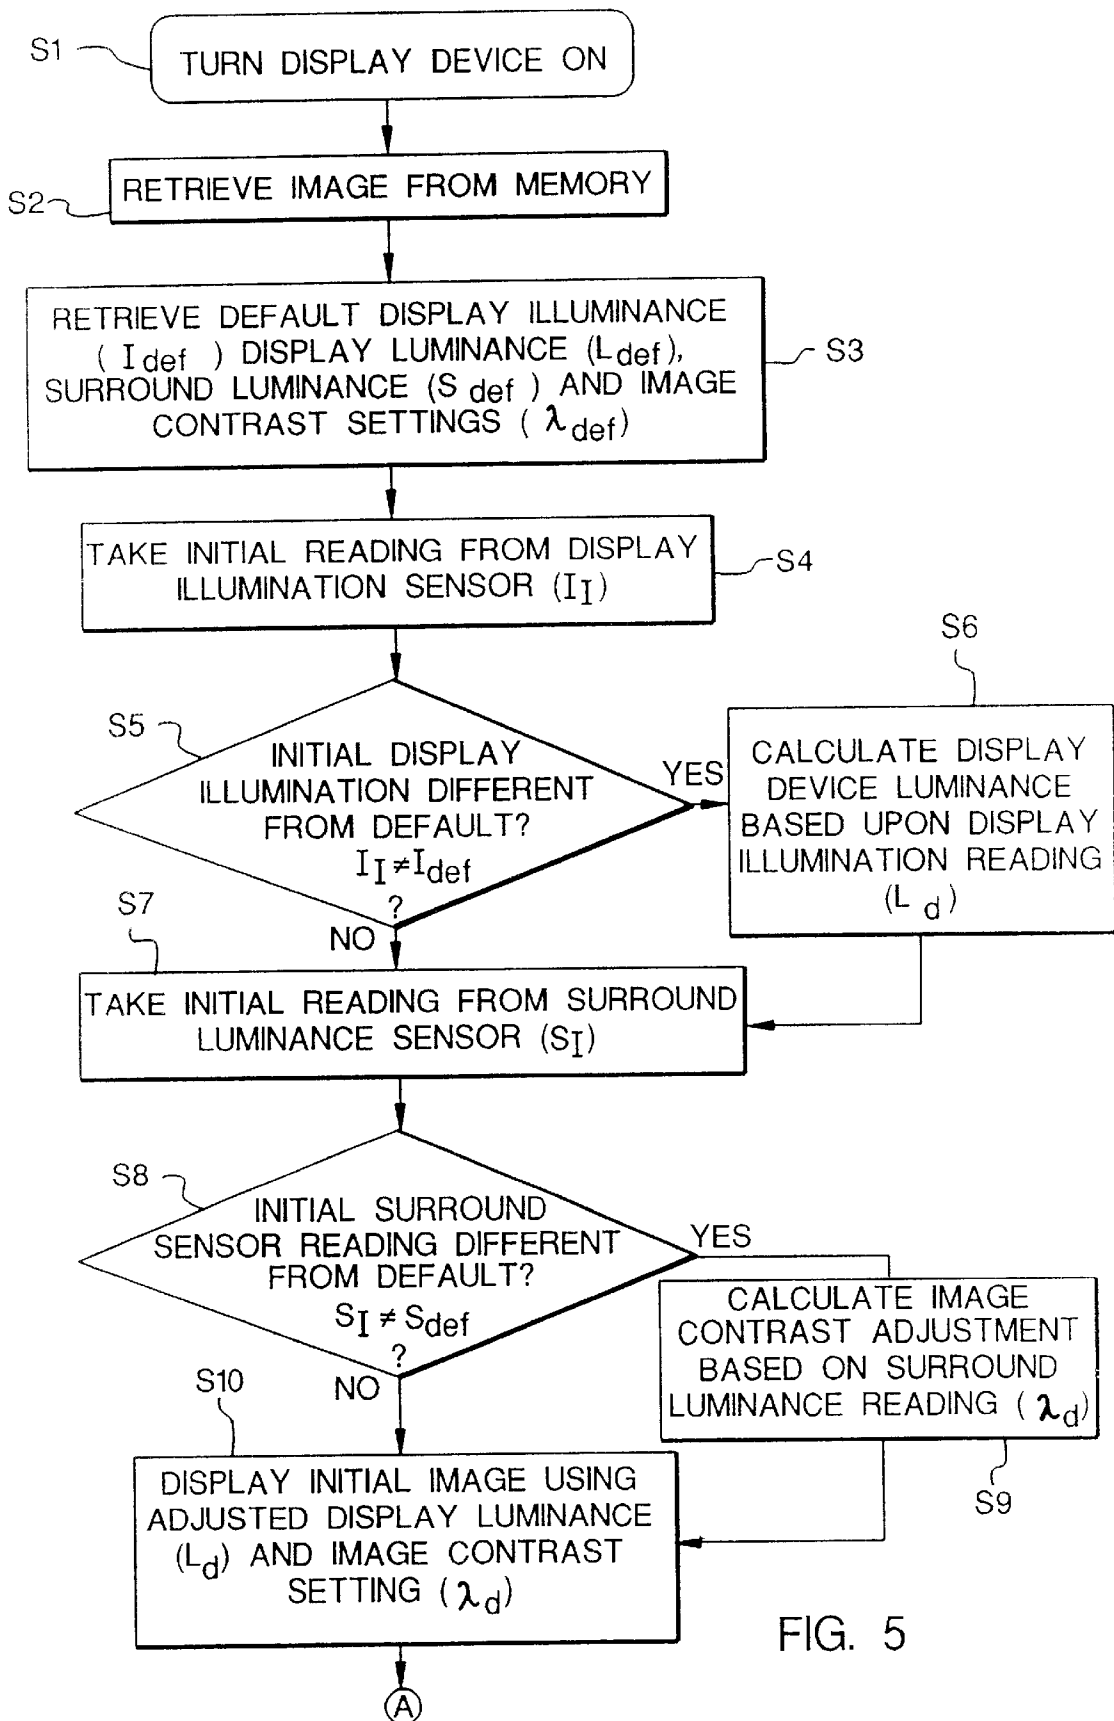 S1
TURN DISPLAY DEVICE ON
S2
RETRIEVE IMAGE FROM MEMORY
RETRIEVE DEFAULT DISPLAY ILLUMINANCE
( I def ) DISPLAY LUMINANCE (Ldef),
SURROUND LUMINANCE (S def ) AND IMAGE
CONTRAST SETTINGS ( λdef)
S3
TAKE INITIAL READING FROM DISPLAY
ILLUMINATION SENSOR (II)
S4
S5
INITIAL DISPLAY
ILLUMINATION DIFFERENT
FROM DEFAULT?
II≠Idef
?
YES
NO
S6
CALCULATE DISPLAY
DEVICE LUMINANCE
BASED UPON DISPLAY
ILLUMINATION READING
(L d)
S7
TAKE INITIAL READING FROM SURROUND
LUMINANCE SENSOR (SI)
S8
INITIAL SURROUND
SENSOR READING DIFFERENT
FROM DEFAULT?
SI ≠ Sdef
?
YES
NO
CALCULATE IMAGE
CONTRAST ADJUSTMENT
BASED ON SURROUND
LUMINANCE READING ( λd)
S9
S10
DISPLAY INITIAL IMAGE USING
ADJUSTED DISPLAY LUMINANCE
(Ld) AND IMAGE CONTRAST
SETTING (λd)
A
FIG. 5